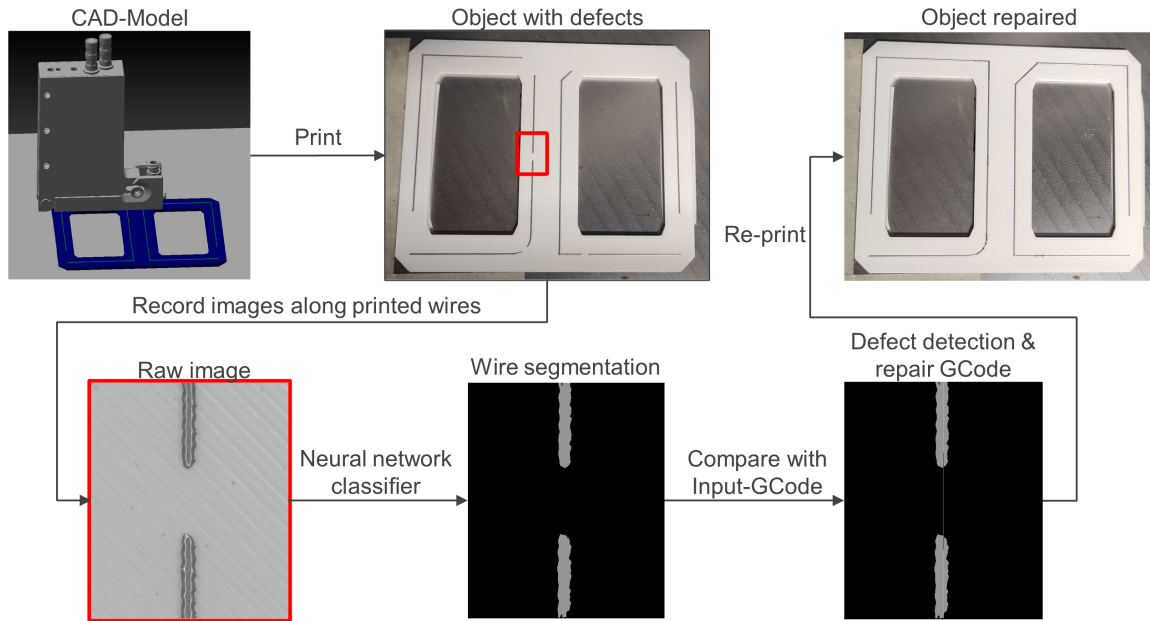 CAD-Model
Object with defects
Object repaired
Print
Re-print
Record images along printed wires
Raw image
Wire segmentation
Defect detection &
repair GCode
Neural network
classifier
Compare with
Input-GCode